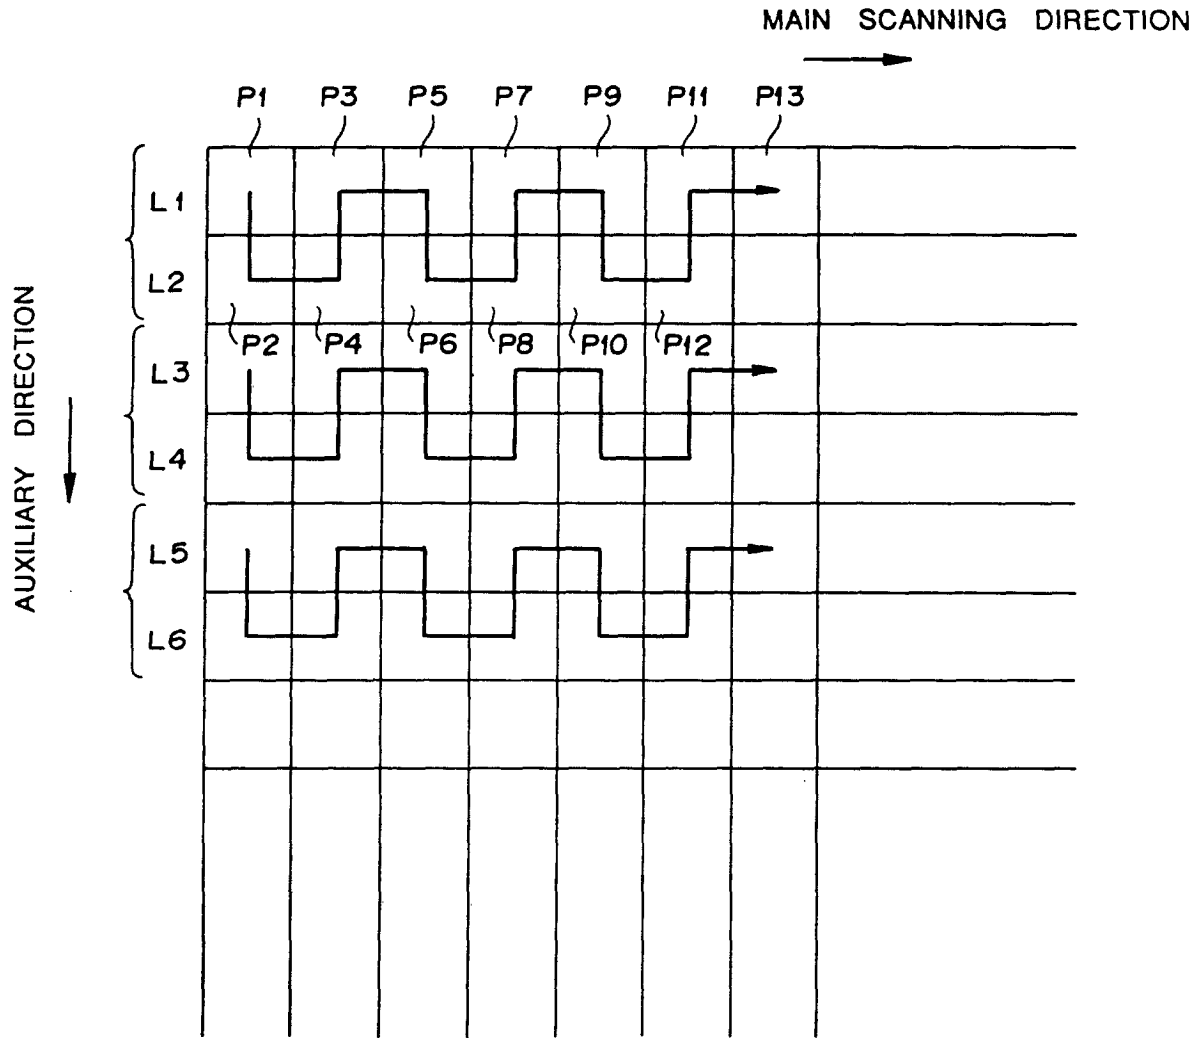 MAIN SCANNING DIRECTION
P1 P3 P5 P7 P9 P11 P13
L1
L2
P2 P4 P6 P8 P10 P12
L3
L4
L5
L6
AUXILIARY DIRECTION